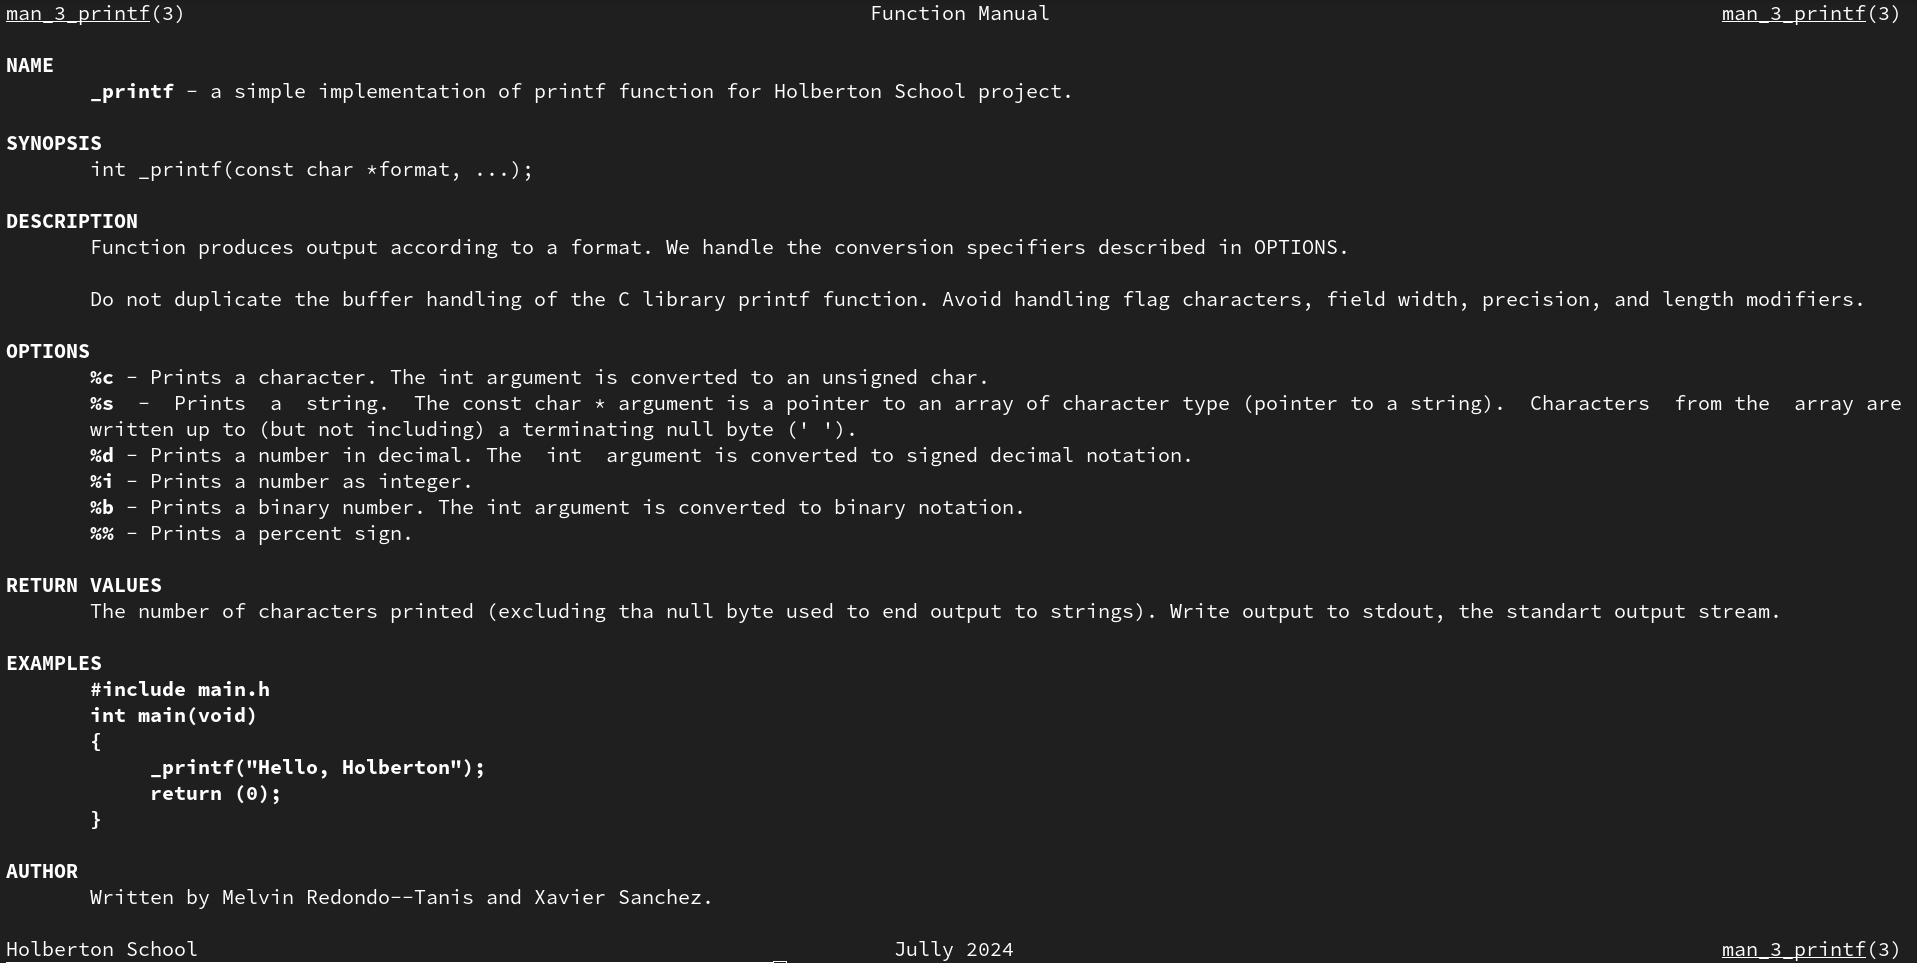 man_3_printf(3) Function Manual man_3_printf(3)
NAME
_printf - a simple implementation of printf function for Holberton School project.
SYNOPSIS
int _printf(const char *format, ...);
DESCRIPTION
Function produces output according to a format. We handle the conversion specifiers described in OPTIONS.
Do not duplicate the buffer handling of the C library printf function. Avoid handling flag characters, field width, precision, and length modifiers.
OPTIONS
%c - Prints a character. The int argument is converted to an unsigned char.
%s - Prints a string. The const char * argument is a pointer to an array of character type (pointer to a string). Characters from the array are
written up to (but not including) a terminating null byte (' ').
%d - Prints a number in decimal. The int argument is converted to signed decimal notation.
%i - Prints a number as integer.
%b - Prints a binary number. The int argument is converted to binary notation.
%% - Prints a percent sign.
RETURN VALUES
The number of characters printed (excluding tha null byte used to end output to strings). Write output to stdout, the standart output stream.
EXAMPLES
#include main.h
int main(void)
{
_printf("Hello, Holberton");
return (0);
}
AUTHOR
Written by Melvin Redondo--Tanis and Xavier Sanchez.
Holberton School Jully 2024 man_3_printf(3)